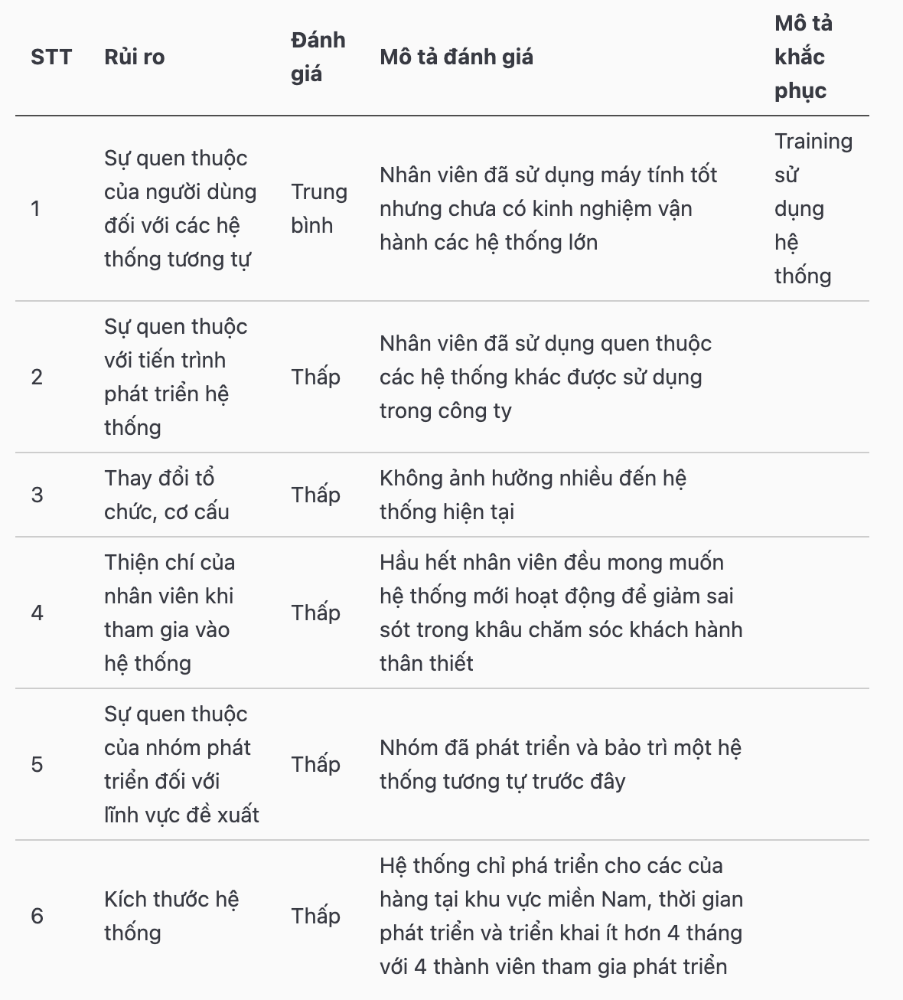 STT
Rủi ro
Đánh
giá
Mô tả đánh giá
Mô tả
khắc
phục
1
Sự quen thuộc
của người dùng
đối với các hệ
thống tương tự
Trung
bình
Nhân viên đã sử dụng máy tính tốt
nhưng chưa có kinh nghiệm vận
hành các hệ thống lớn
Training
sử
dụng
hệ
thống
2
Sự quen thuộc
với tiến trình
phát triển hệ
thống
Thấp
Nhân viên đã sử dụng quen thuộc
các hệ thống khác được sử dụng
trong công ty
3
Thay đổi tổ
chức, cơ cấu
Thấp
Không ảnh hưởng nhiều đến hệ
thống hiện tại
4
Thiện chí của
nhân viên khi
tham gia vào
hệ thống
Thấp
Hầu hết nhân viên đều mong muốn
hệ thống mới hoạt động để giảm sai
sót trong khâu chăm sóc khách hành
thân thiết
5
Sự quen thuộc
của nhóm phát
triển đối với
lĩnh vực đề xuất
Thấp
Nhóm đã phát triển và bảo trì một hệ
thống tương tự trước đây
6
Kích thước hệ
thống
Thấp
Hệ thống chỉ phá triển cho các của
hàng tại khu vực miền Nam, thời gian
phát triển và triển khai ít hơn 4 tháng
với 4 thành viên tham gia phát triển